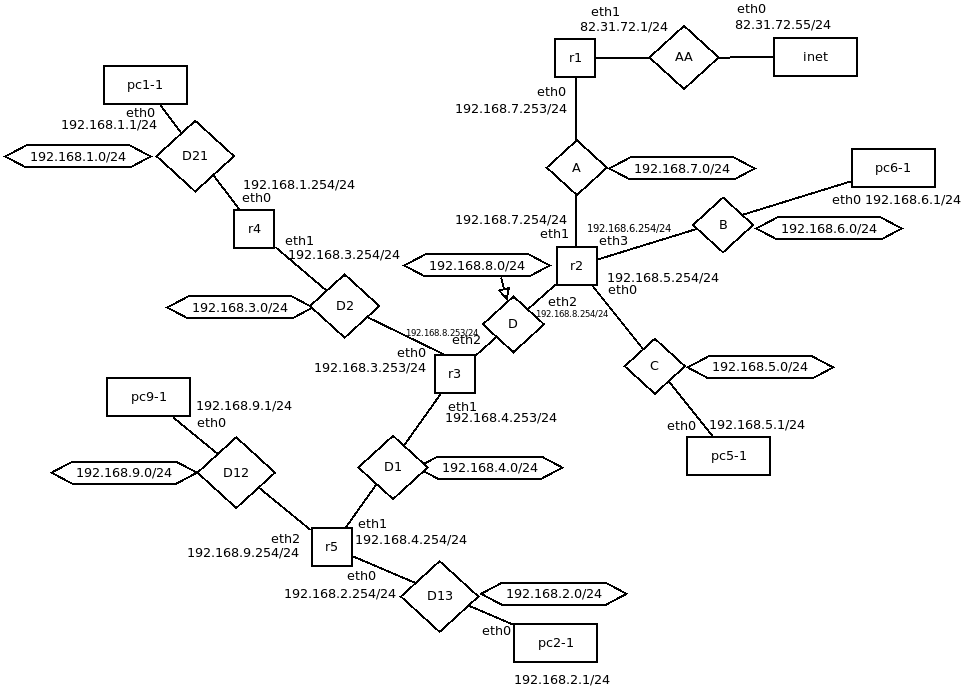 eth1
82.31.72.1/24
eth0
82.31.72.55/24
r1
AA
inet
pc1-1
eth0
192.168.1.1/24
eth0
192.168.7.253/24
D21
192.168.1.0/24
A
192.168.7.0/24
pc6-1
192.168.1.254/24
eth0
eth0 192.168.6.1/24
r4
192.168.7.254/24
eth1
192.168.6.254/24
eth3
B
192.168.6.0/24
eth1
192.168.3.254/24
192.168.8.0/24
r2
192.168.5.254/24
eth0
D2
192.168.3.0/24
eth2
192.168.8.254/24
D
192.168.8.253/24
eth2
eth0
192.168.3.253/24
r3
C
192.168.5.0/24
pc9-1
192.168.9.1/24
eth0
eth1
192.168.4.253/24
eth0
192.168.5.1/24
pc5-1
192.168.9.0/24
D12
D1
192.168.4.0/24
eth2
192.168.9.254/24
r5
eth1
192.168.4.254/24
eth0
192.168.2.254/24
D13
192.168.2.0/24
eth0
pc2-1
192.168.2.1/24